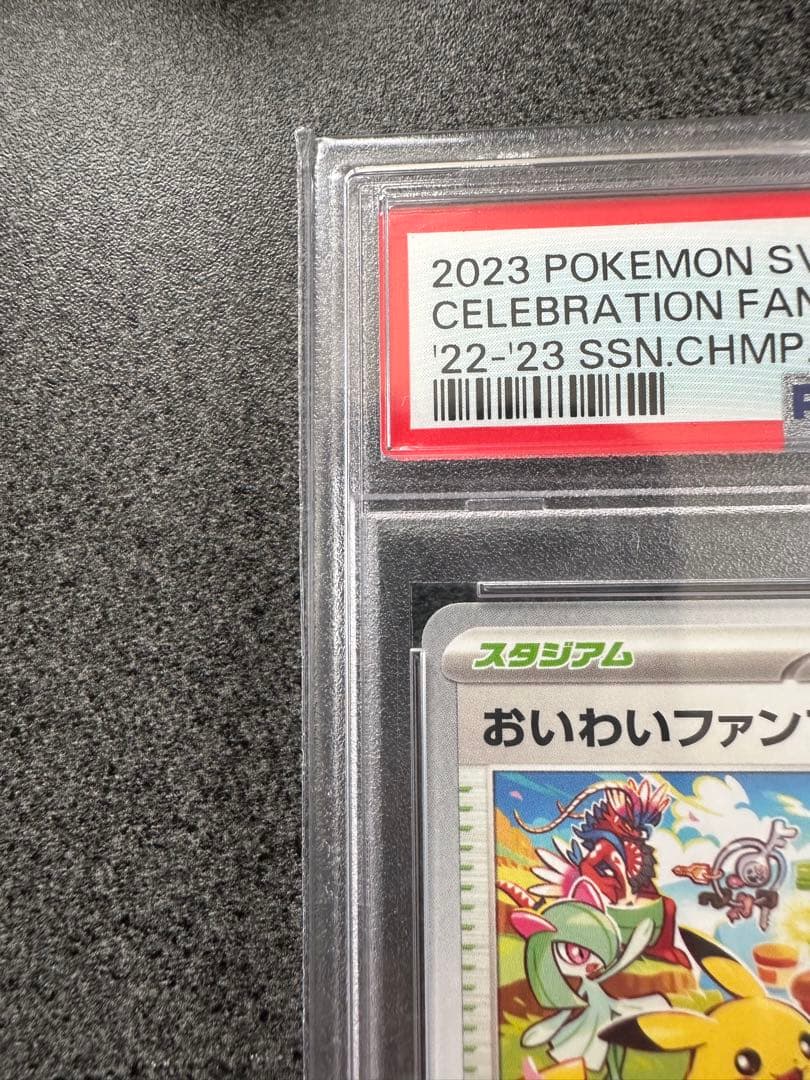 2023 POKEMON SV
CELEBRATION FAN
'22-'23 SSN.CHMP.
スタジアム
おいわいファン